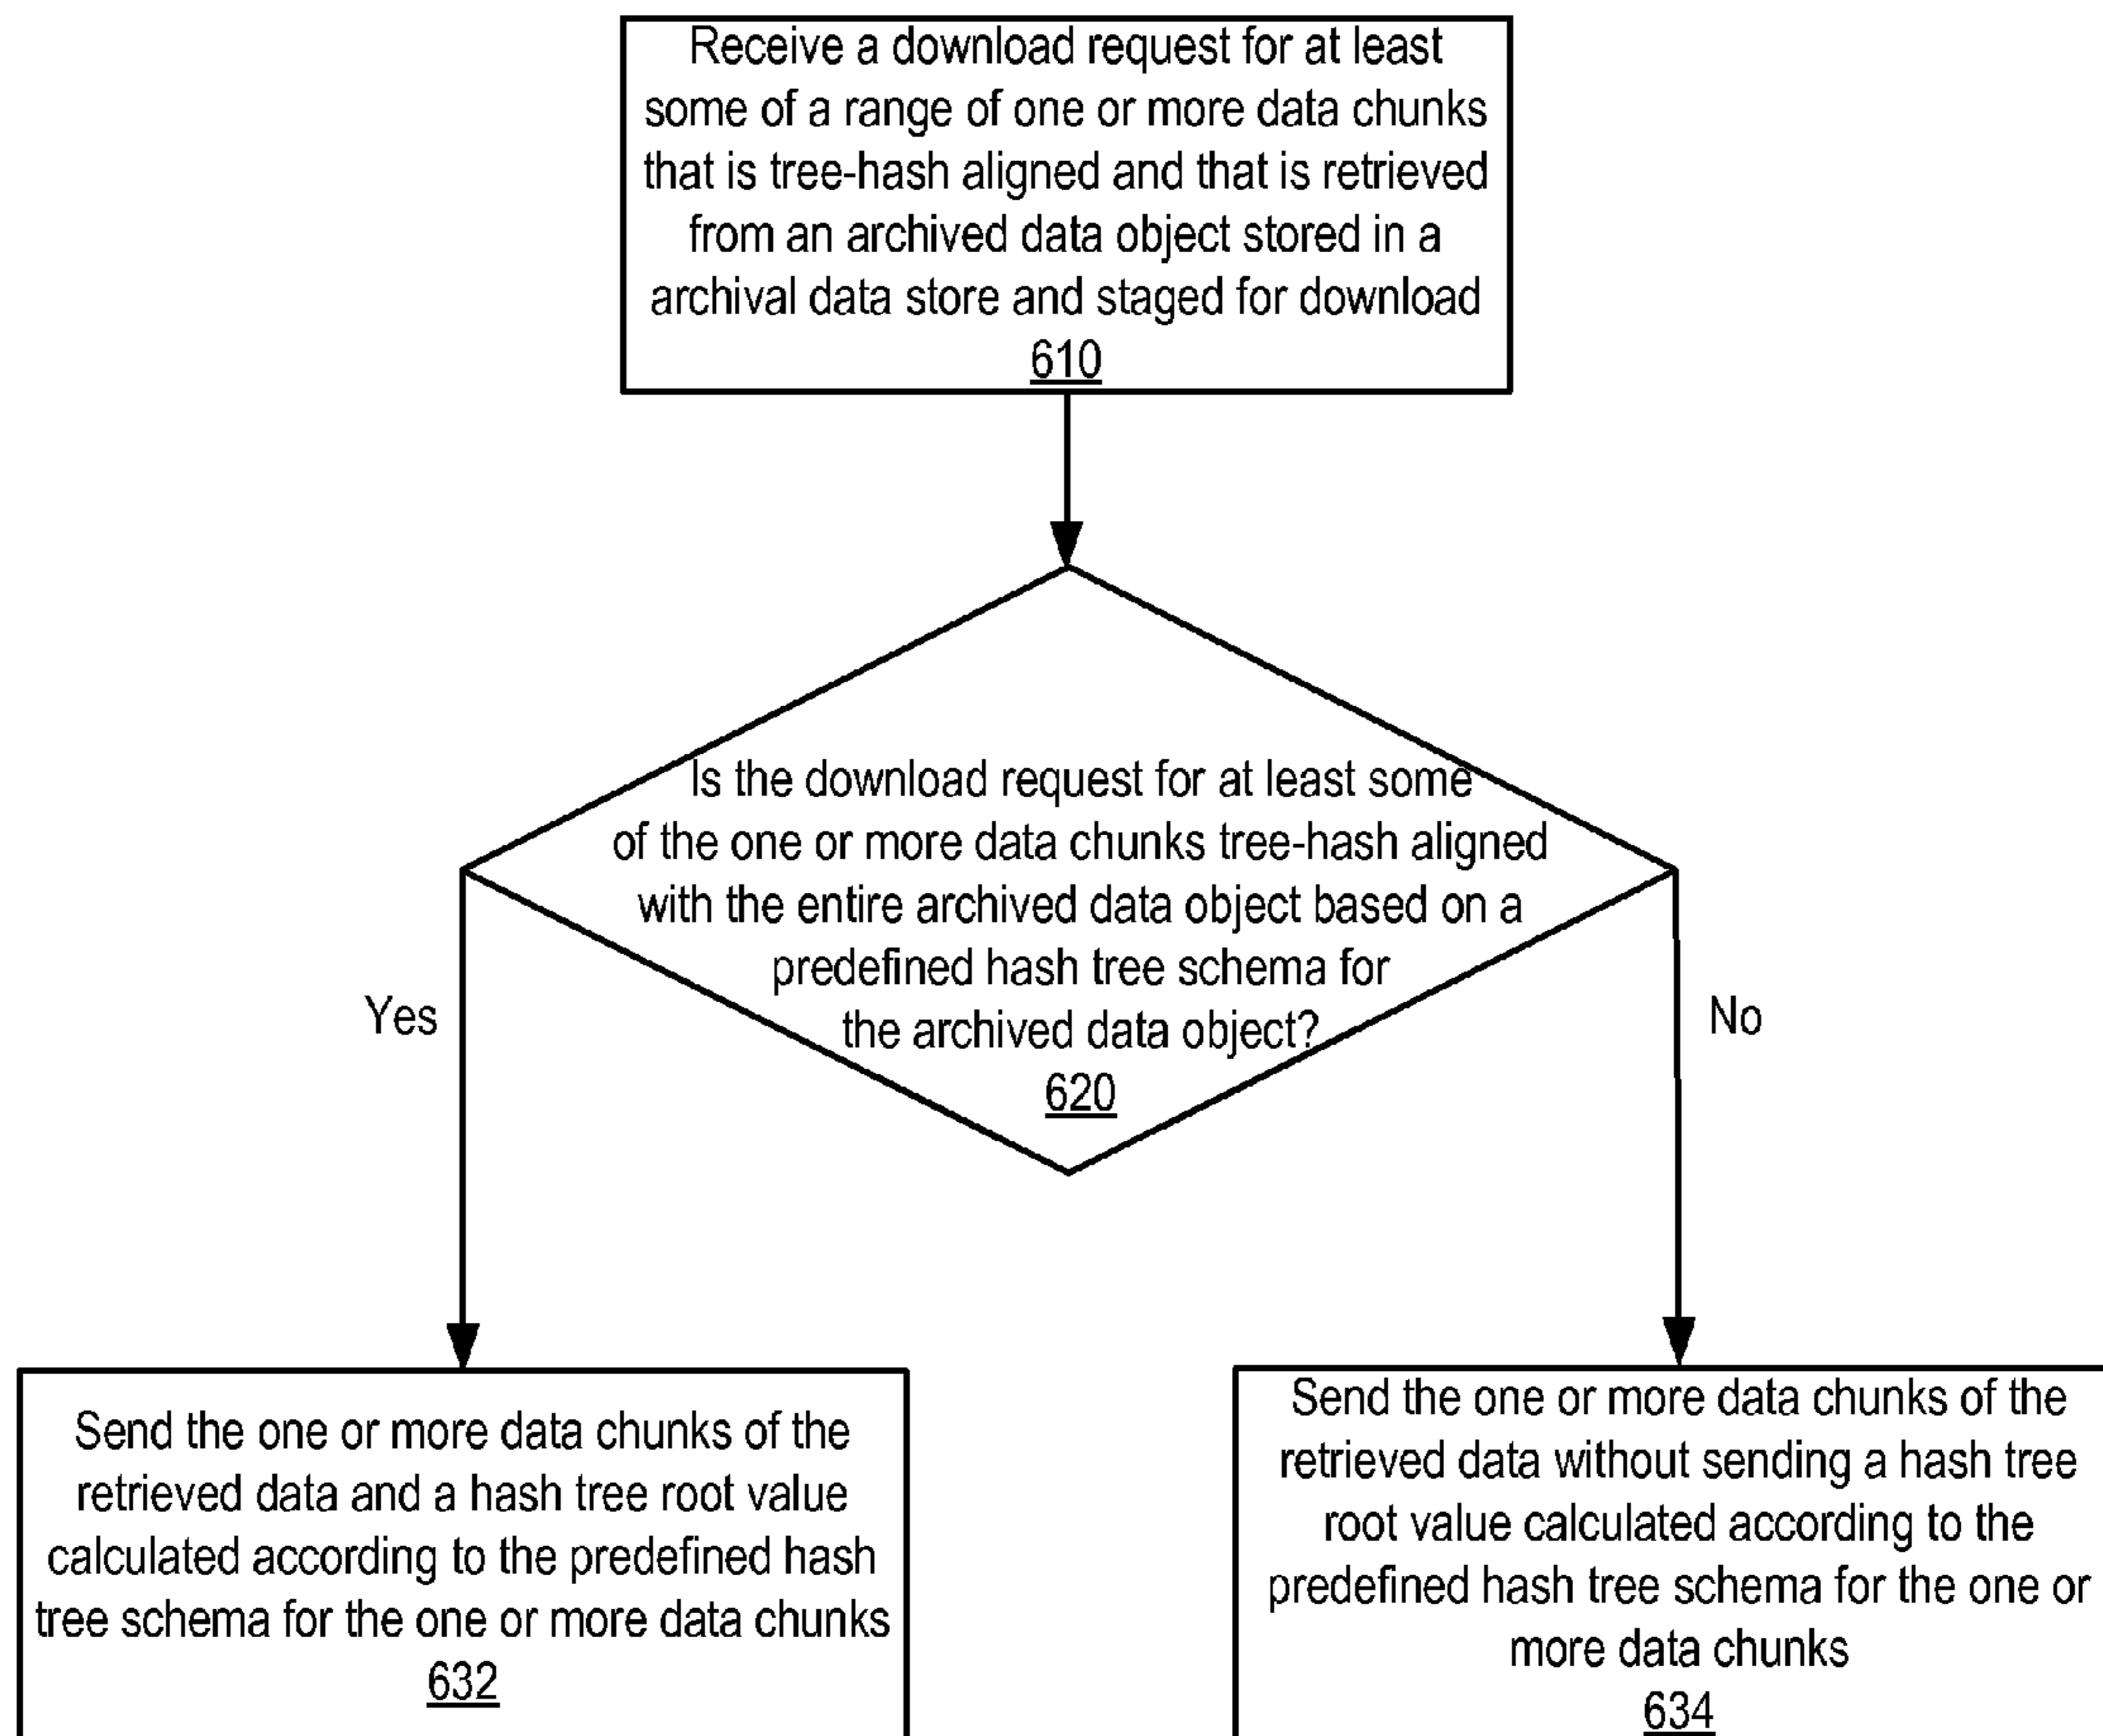 Receive a download request for at least
some of a range of one or more data chunks
that is tree-hash aligned and that is retrieved
from an archived data object stored in a
archival data store and staged for download
610
Is the download request for at least some
of the one or more data chunks tree-hash aligned
with the entire archived data object based on a
predefined hash tree schema for
the archived data object?
620
Yes
No
Send the one or more data chunks of the
retrieved data and a hash tree root value
calculated according to the predefined hash
tree schema for the one or more data chunks
632
Send the one or more data chunks of the
retrieved data without sending a hash tree
root value calculated according to the
predefined hash tree schema for the one or
more data chunks
634